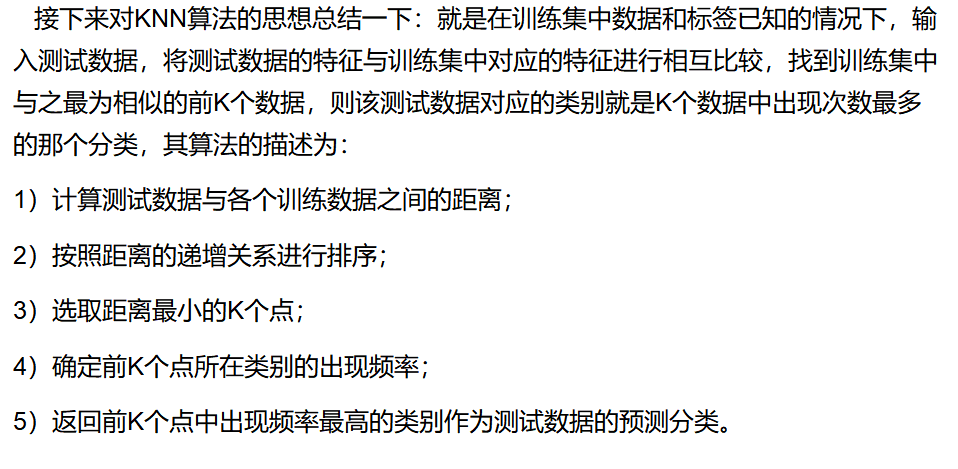 接下来对KNN算法的思想总结一下：就是在训练集中数据和标签已知的情况下，输
入测试数据，将测试数据的特征与训练集中对应的特征进行相互比较，找到训练集中
与之最为相似的前K个数据，则该测试数据对应的类别就是K个数据中出现次数最多
的那个分类，其算法的描述为：
1）计算测试数据与各个训练数据之间的距离；
2）按照距离的递增关系进行排序；
3）选取距离最小的K个点；
4）确定前K个点所在类别的出现频率；
5）返回前K个点中出现频率最高的类别作为测试数据的预测分类。